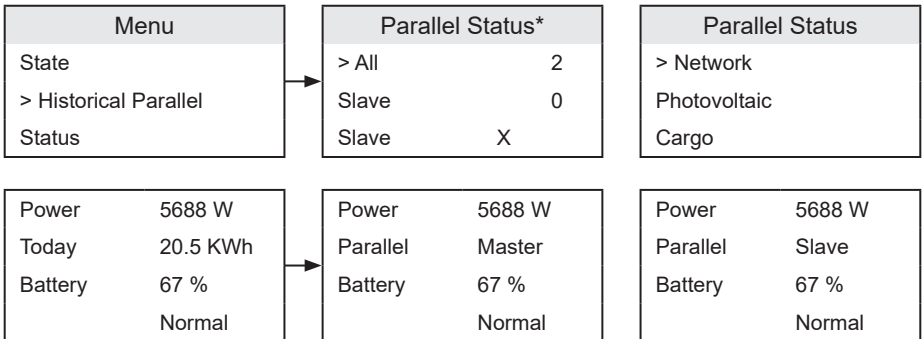 Menu
State
> Historical Parallel
Status
Parallel Status*
> All 2
Slave 0
Slave X
Parallel Status
> Network
Photovoltaic
Cargo
Power 5688 W
Today 20.5 KWh
Battery 67 %
Normal
Power 5688 W
Parallel Master
Battery 67 %
Normal
Power 5688 W
Parallel Slave
Battery 67 %
Normal